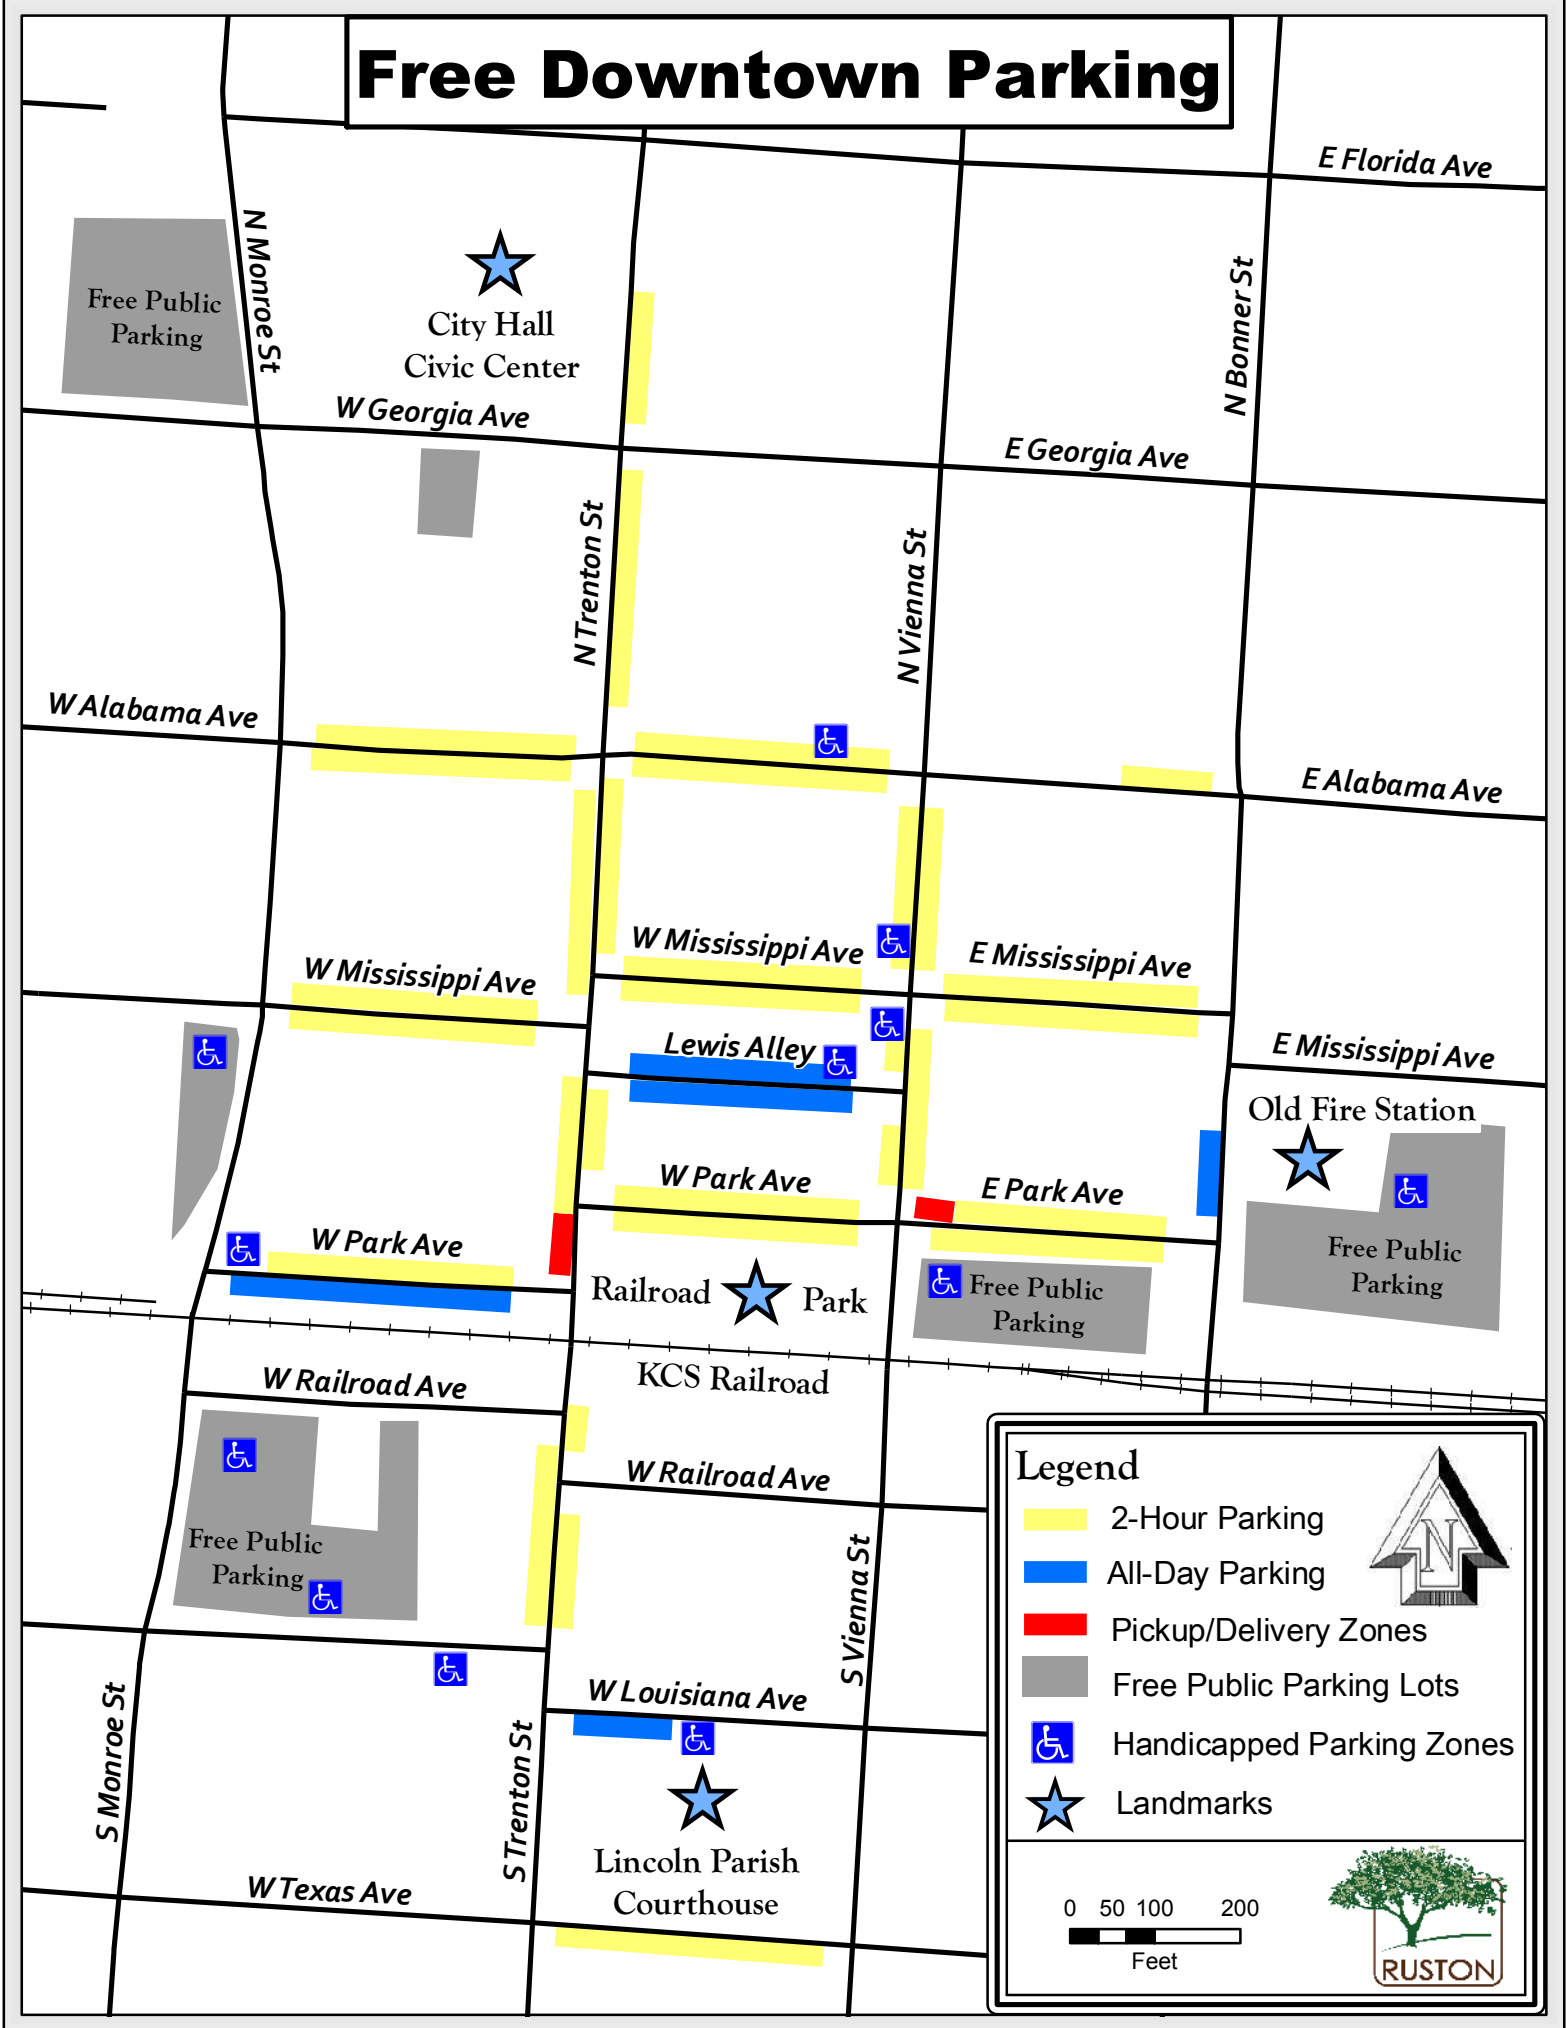 Free Downtown Parking
E Florida Ave
N Monroe St
Free Public
Parking
City Hall
Civic Center
N Bonner St
W Georgia Ave
E Georgia Ave
N Trenton St
N Vienna St
W Alabama Ave
E Alabama Ave
W Mississippi Ave
W Mississippi Ave
E Mississippi Ave
Lewis Alley
E Mississippi Ave
Old Fire Station
W Park Ave
E Park Ave
W Park Ave
Free Public
Parking
Railroad Park
Free Public
Parking
KCS Railroad
W Railroad Ave
W Railroad Ave
Free Public
Parking
S Vienna St
W Louisiana Ave
S Monroe St
S Trenton St
Lincoln Parish
Courthouse
W Texas Ave
Legend
N
2-Hour Parking
All-Day Parking
Pickup/Delivery Zones
Free Public Parking Lots
Handicapped Parking Zones
Landmarks
0 50 100 200
Feet
RUSTON